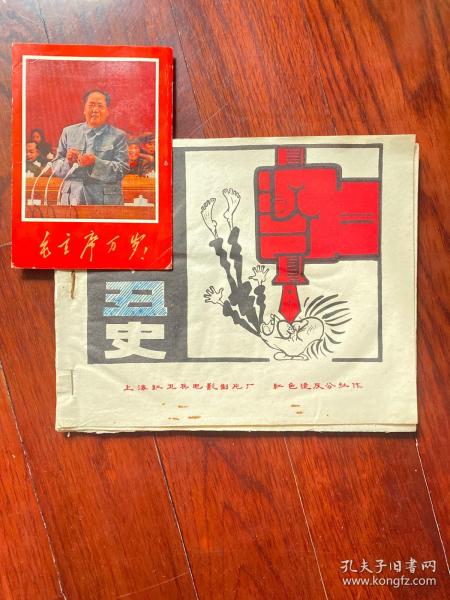 毛主席万岁！
丑
史
上海红卫兵电影制片厂 红色造反分社作
孔夫子旧书网
www.kongfz.com